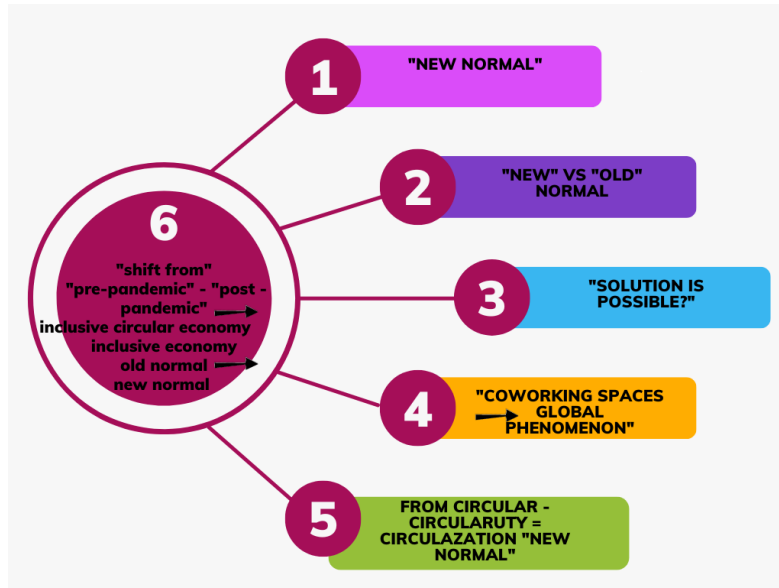 1
"NEW NORMAL"
2
"NEW" VS "OLD"
NORMAL
3
"SOLUTION IS
POSSIBLE?"
4
"COWORKING SPACES
GLOBAL
PHENOMENON"
5
FROM CIRCULAR -
CIRCULARUTY =
CIRCULAZATION "NEW
NORMAL"
6
"shift from"
"pre-pandemic" - "post -
pandemic"
inclusive circular economy
inclusive economy
old normal
new normal